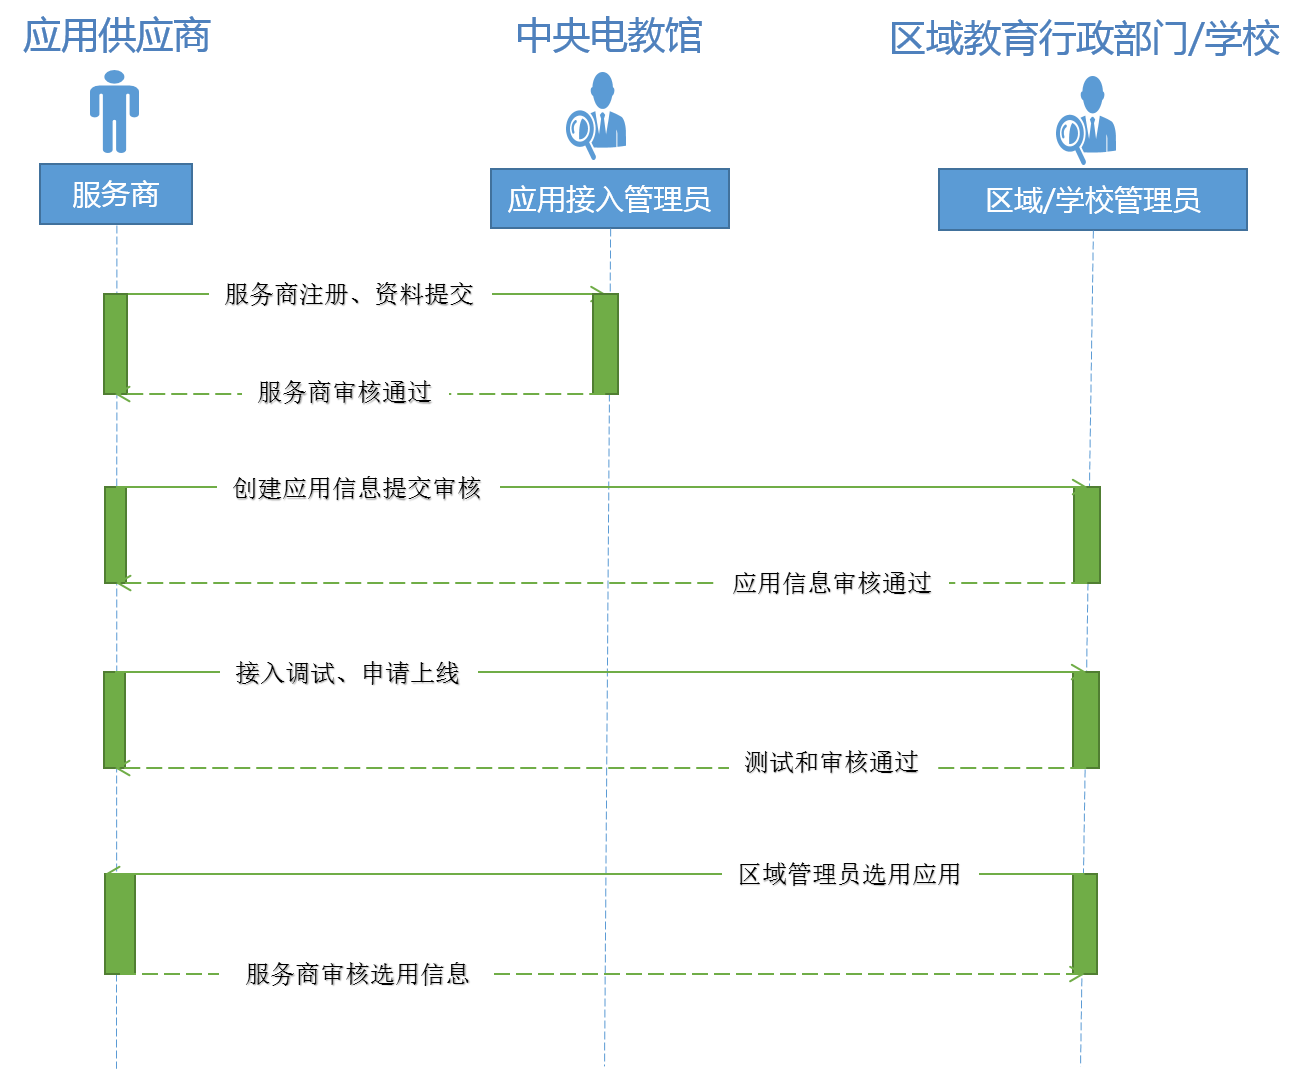 应用供应商
中央电教馆
区域教育行政部门/学校
服务商
应用接入管理员
区域/学校管理员
服务商注册、资料提交
服务商审核通过
创建应用信息提交审核
应用信息审核通过
接入调试、申请上线
测试和审核通过
区域管理员选用应用
服务商审核选用信息